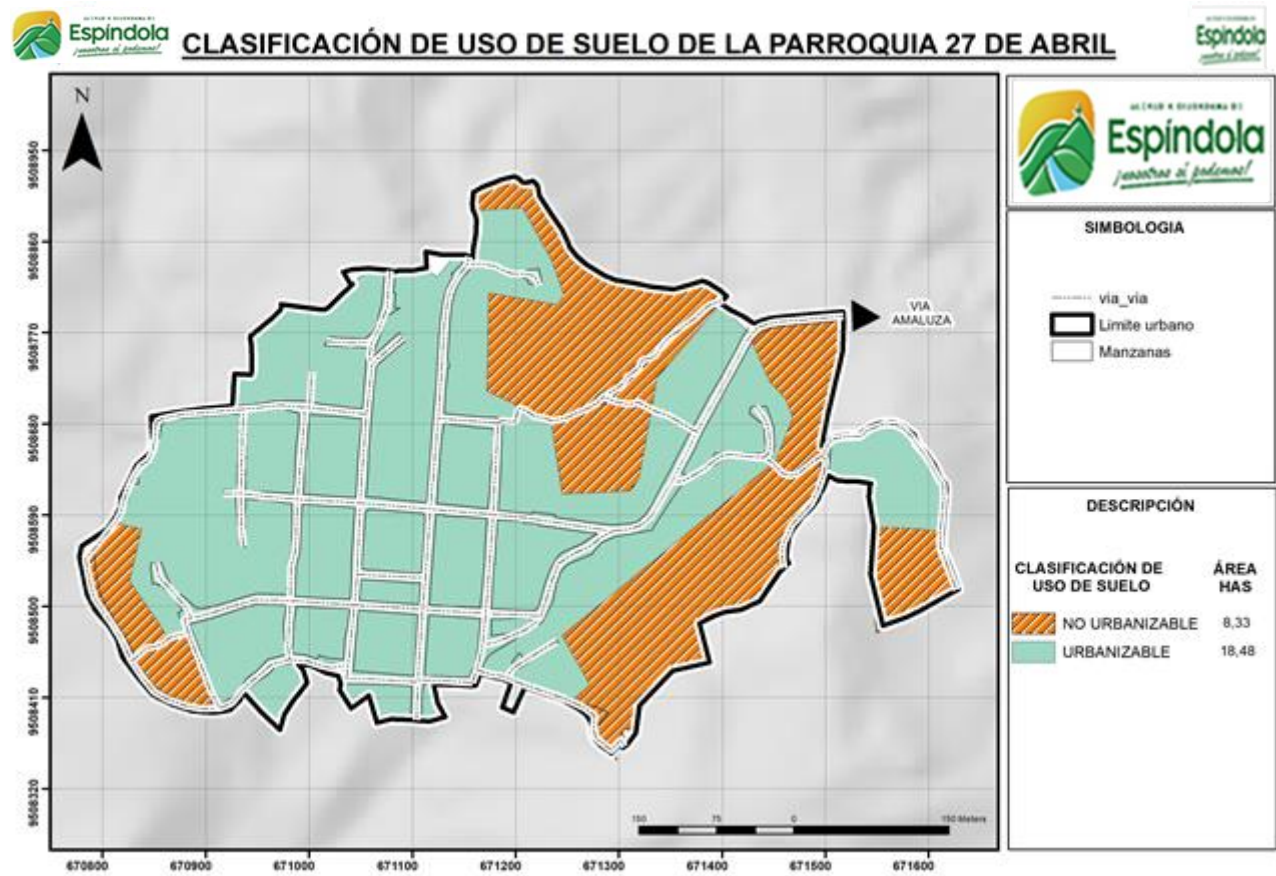 Espíndola
¡nosotros sí podemos!
CLASIFICACIÓN DE USO DE SUELO DE LA PARROQUIA 27 DE ABRIL
Espíndola
N
VIA
AMALUZA
9508950
9508860
9508770
9508680
9508590
9508500
9508410
9508320
150 75 0 150 Meters
670800 670900 671000 671100 671200 671300 671400 671500 671600
Espíndola
¡nosotros sí podemos!
SIMBOLOGIA
via_via
Limite urbano
Manzanas
DESCRIPCIÓN
CLASIFICACIÓN DE ÁREA
USO DE SUELO HAS
NO URBANIZABLE 8,33
URBANIZABLE 18,48